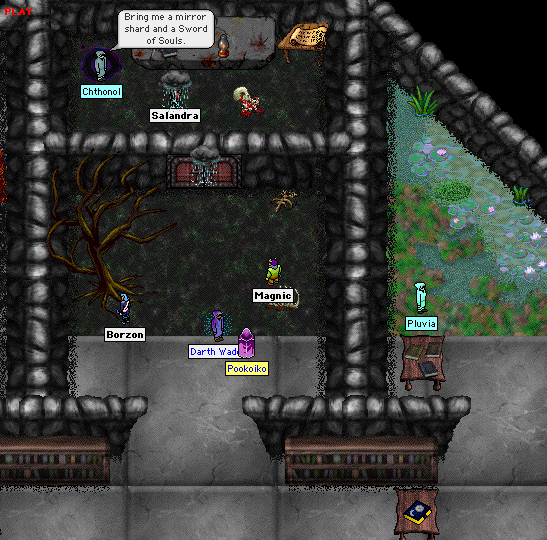 PLAY
Bring me a mirror
shard and a Sword
of Souls.
Chthonol
Salandra
Magnic
Borzon
Pluvia
Darth Wad
Pookoiko